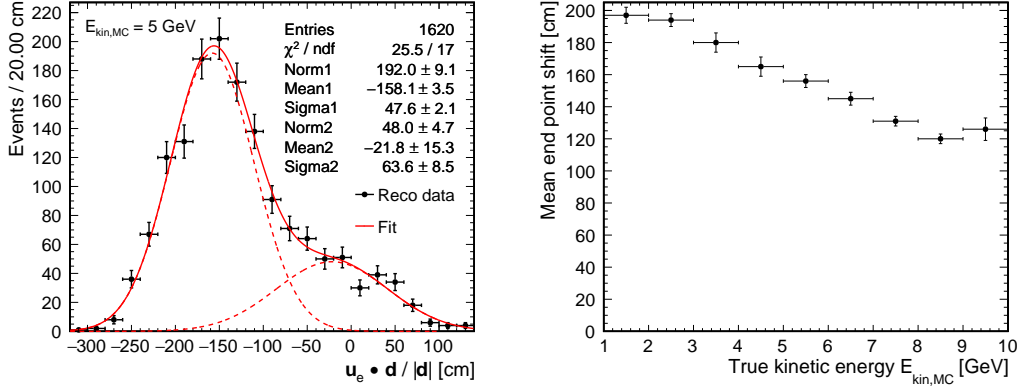 E_kin,MC = 5 GeV
Entries 1620
χ² / ndf 25.5 / 17
Norm1 192.0 ± 9.1
Mean1 −158.1 ± 3.5
Sigma1 47.6 ± 2.1
Norm2 48.0 ± 4.7
Mean2 −21.8 ± 15.3
Sigma2 63.6 ± 8.5
Reco data
Fit
Events / 20.00 cm
220
200
180
160
140
120
100
80
60
40
20
0
−300 −250 −200 −150 −100 −50 0 50 100
u_e • d / |d| [cm]
Mean end point shift [cm]
200
180
160
140
120
100
80
60
40
20
0
1 2 3 4 5 6 7 8 9 10
True kinetic energy E_kin,MC [GeV]